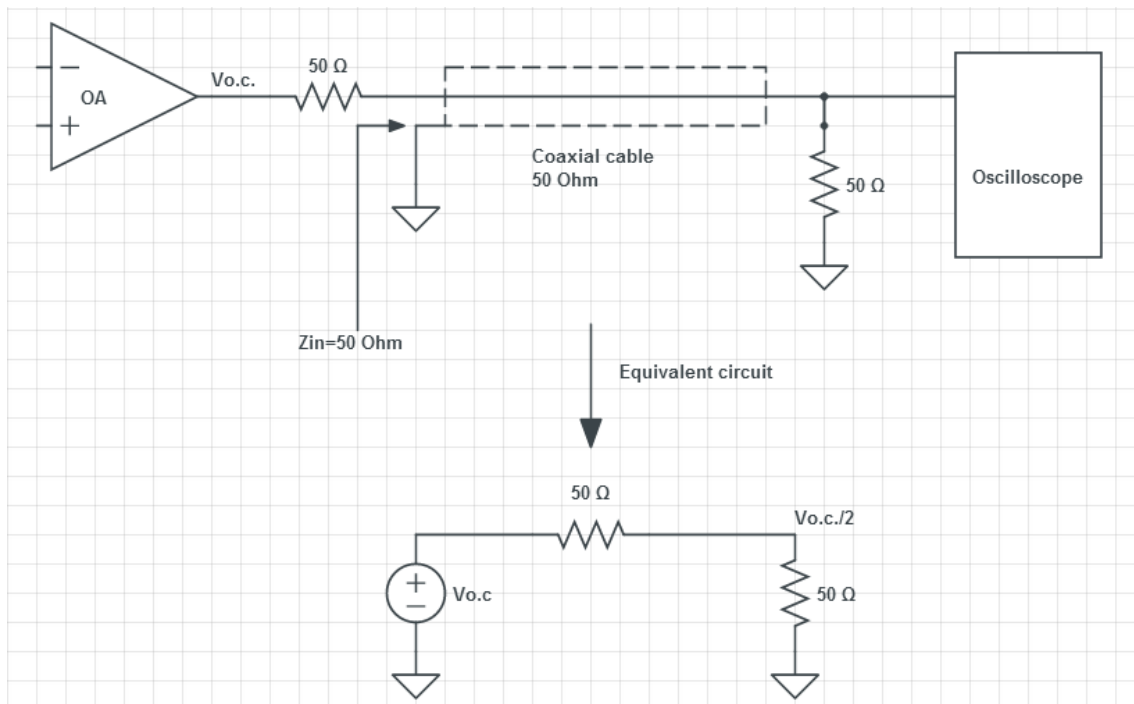 Vo.c.
50 Ω
OA
Coaxial cable
50 Ohm
50 Ω
Oscilloscope
Zin=50 Ohm
Equivalent circuit
50 Ω
Vo.c./2
Vo.c
50 Ω